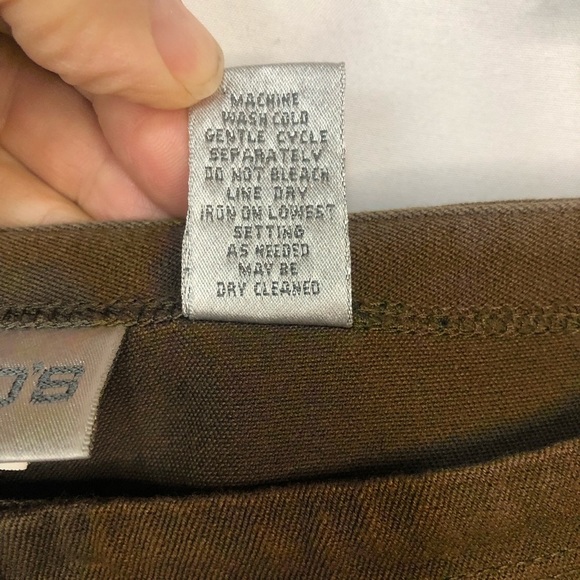 MACHINE
WASH COLD
GENTLE CYCLE
SEPARATELY
DO NOT BLEACH
LINE DRY
IRON ON LOWEST
SETTING
AS NEEDED
MAY BE
DRY CLEANED
O'S